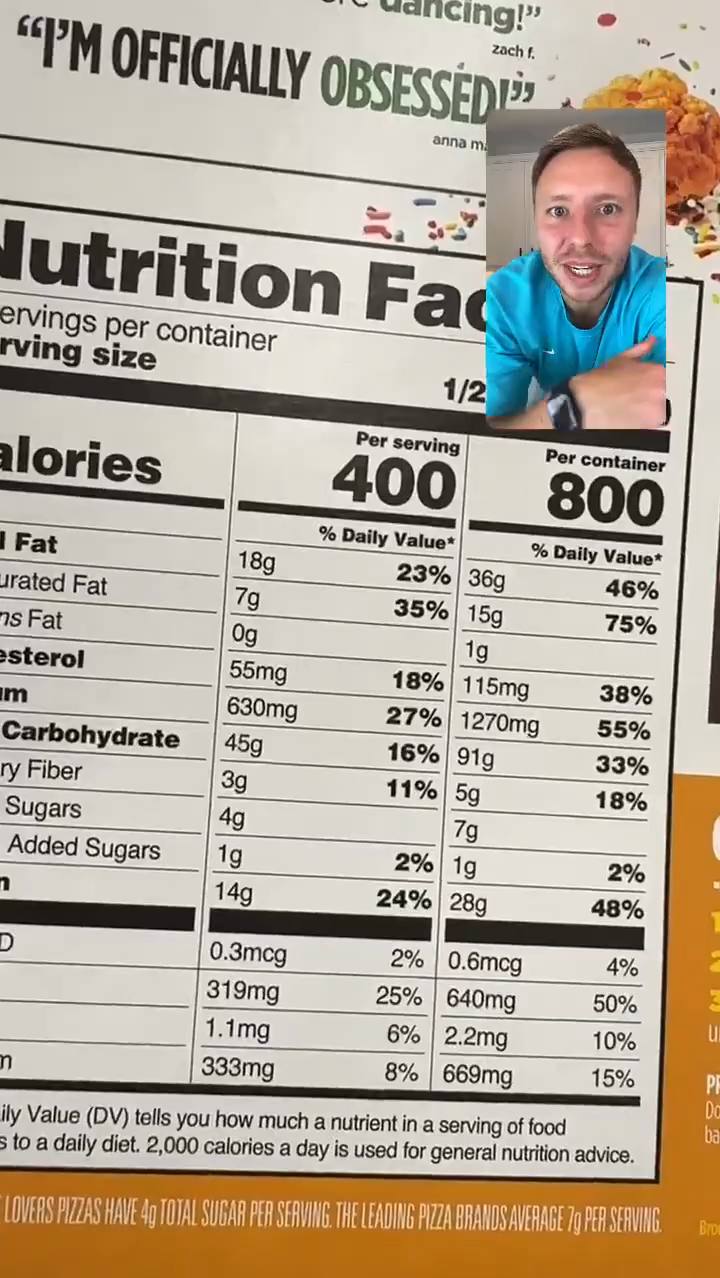 dancing!”
zach f.
“I’M OFFICIALLY OBSESSED!”
anna
Nutrition Fac
ervings per container
rving size 1/2
alories Per serving 400 Per container 800
% Daily Value* % Daily Value*
l Fat 18g 23% 36g 46%
urated Fat 7g 35% 15g 75%
ns Fat 0g 1g
esterol 55mg 18% 115mg 38%
um 630mg 27% 1270mg 55%
Carbohydrate 45g 16% 91g 33%
ry Fiber 3g 11% 5g 18%
Sugars 4g 7g
Added Sugars 1g 2% 1g 2%
n 14g 24% 28g 48%
D 0.3mcg 2% 0.6mcg 4%
319mg 25% 640mg 50%
1.1mg 6% 2.2mg 10%
m 333mg 8% 669mg 15%
ily Value (DV) tells you how much a nutrient in a serving of food
s to a daily diet. 2,000 calories a day is used for general nutrition advice.
LOVERS PIZZAS HAVE 4g TOTAL SUGAR PER SERVING. THE LEADING PIZZA BRANDS AVERAGE 7g PER SERVING.